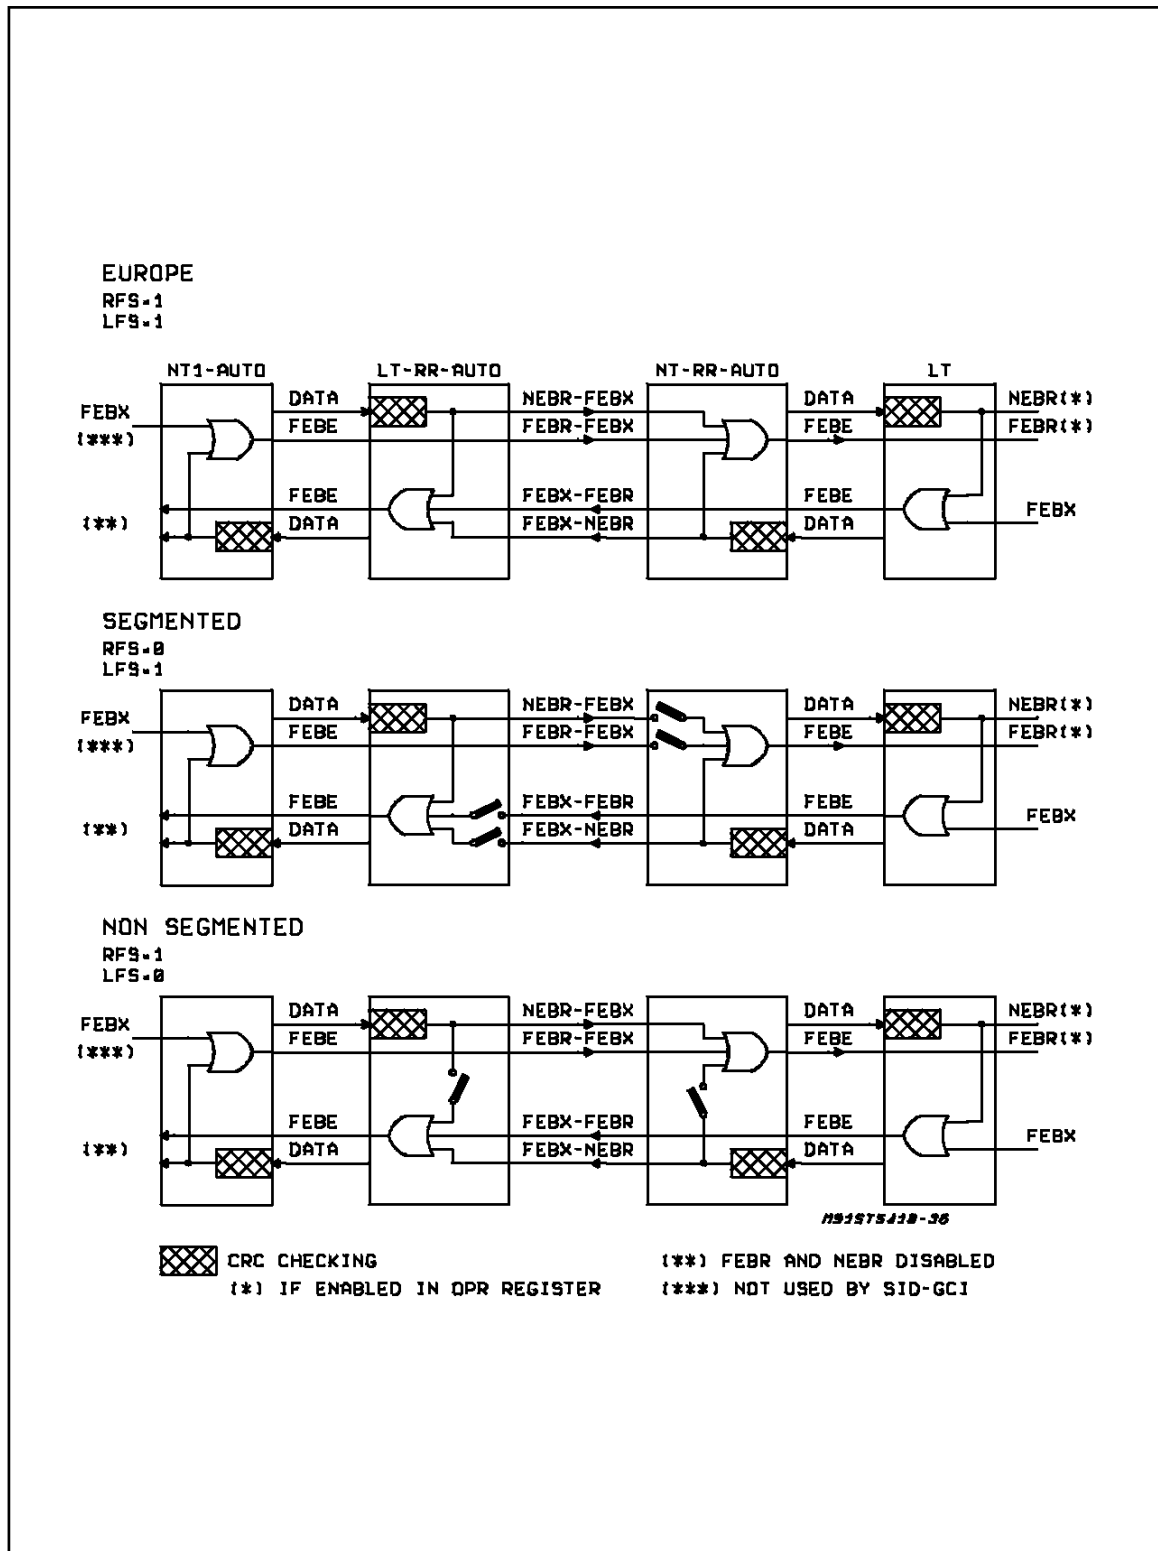 EUROPE
RFS=1
LFS=1
NT1-AUTO LT-RR-AUTO NT-RR-AUTO LT
DATA NEBR-FEBX DATA NEBR(*)
FEBX FEBE FEBR-FEBX FEBE FEBR(*)
(***)
FEBE FEBX-FEBR FEBE FEBX
(**) DATA FEBX-NEBR DATA
SEGMENTED
RFS=0
LFS=1
DATA NEBR-FEBX DATA NEBR(*)
FEBX FEBE FEBR-FEBX FEBE FEBR(*)
(***)
FEBE FEBX-FEBR FEBE FEBX
(**) DATA FEBX-NEBR DATA
NON SEGMENTED
RFS=1
LFS=0
DATA NEBR-FEBX DATA NEBR(*)
FEBX FEBE FEBR-FEBX FEBE FEBR(*)
(***)
FEBE FEBX-FEBR FEBE FEBX
(**) DATA FEBX-NEBR DATA
M91ST5410-36
CRC CHECKING (**) FEBR AND NEBR DISABLED
(*) IF ENABLED IN OPR REGISTER (***) NOT USED BY SID-GCI